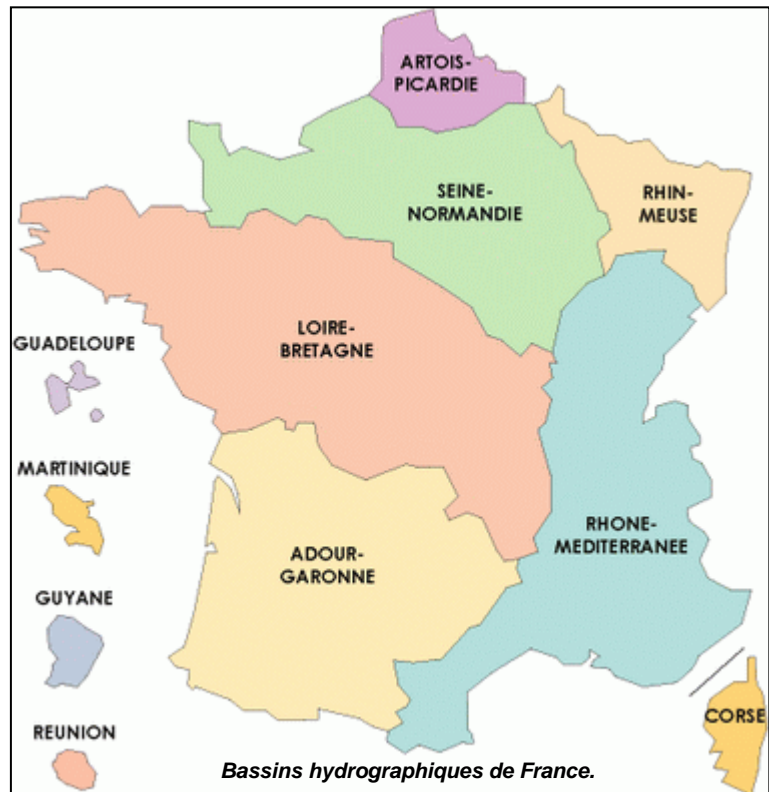 ARTOIS-
PICARDIE
SEINE-
NORMANDIE
RHIN-
MEUSE
LOIRE-
BRETAGNE
GUADELOUPE
MARTINIQUE
RHONE-
MEDITERRANEE
ADOUR-
GARONNE
GUYANE
REUNION
CORSE
Bassins hydrographiques de France.